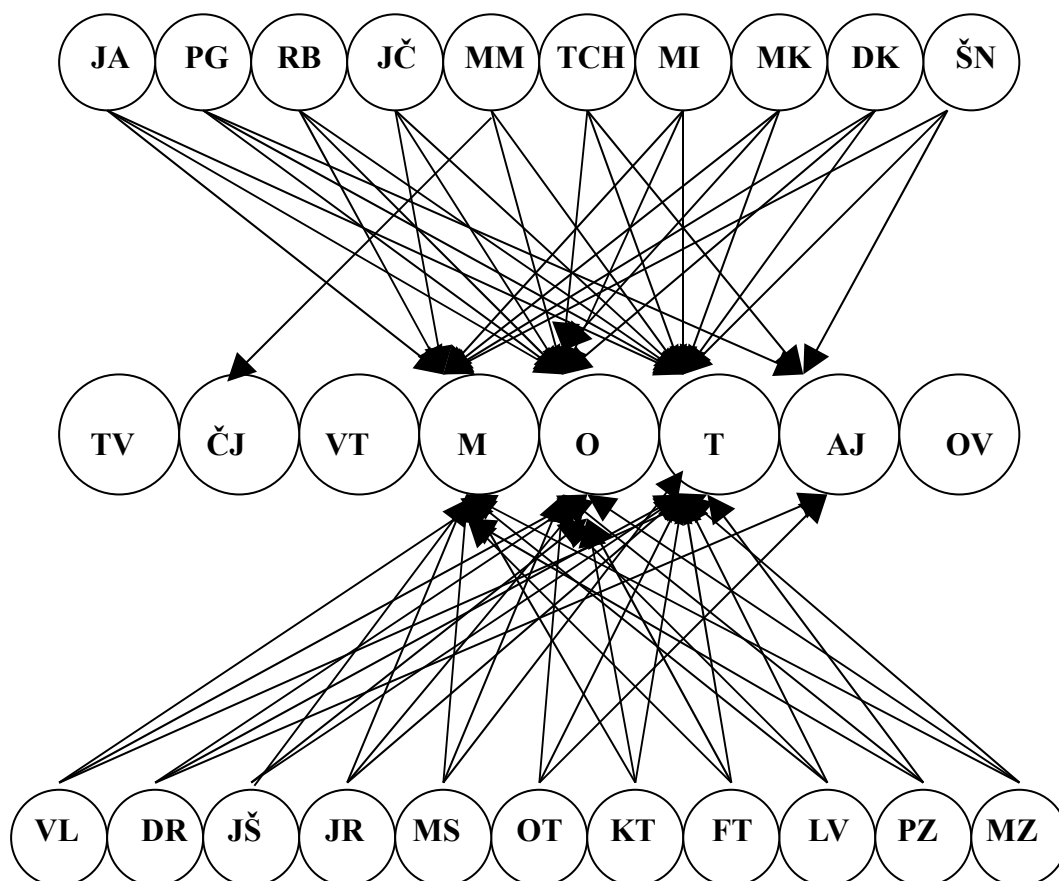 JA PG RB JČ MM TCH MI MK DK ŠN
TV ČJ VT M O T AJ OV
VL DR JŠ JR MS OT KT FT LV PZ MZ